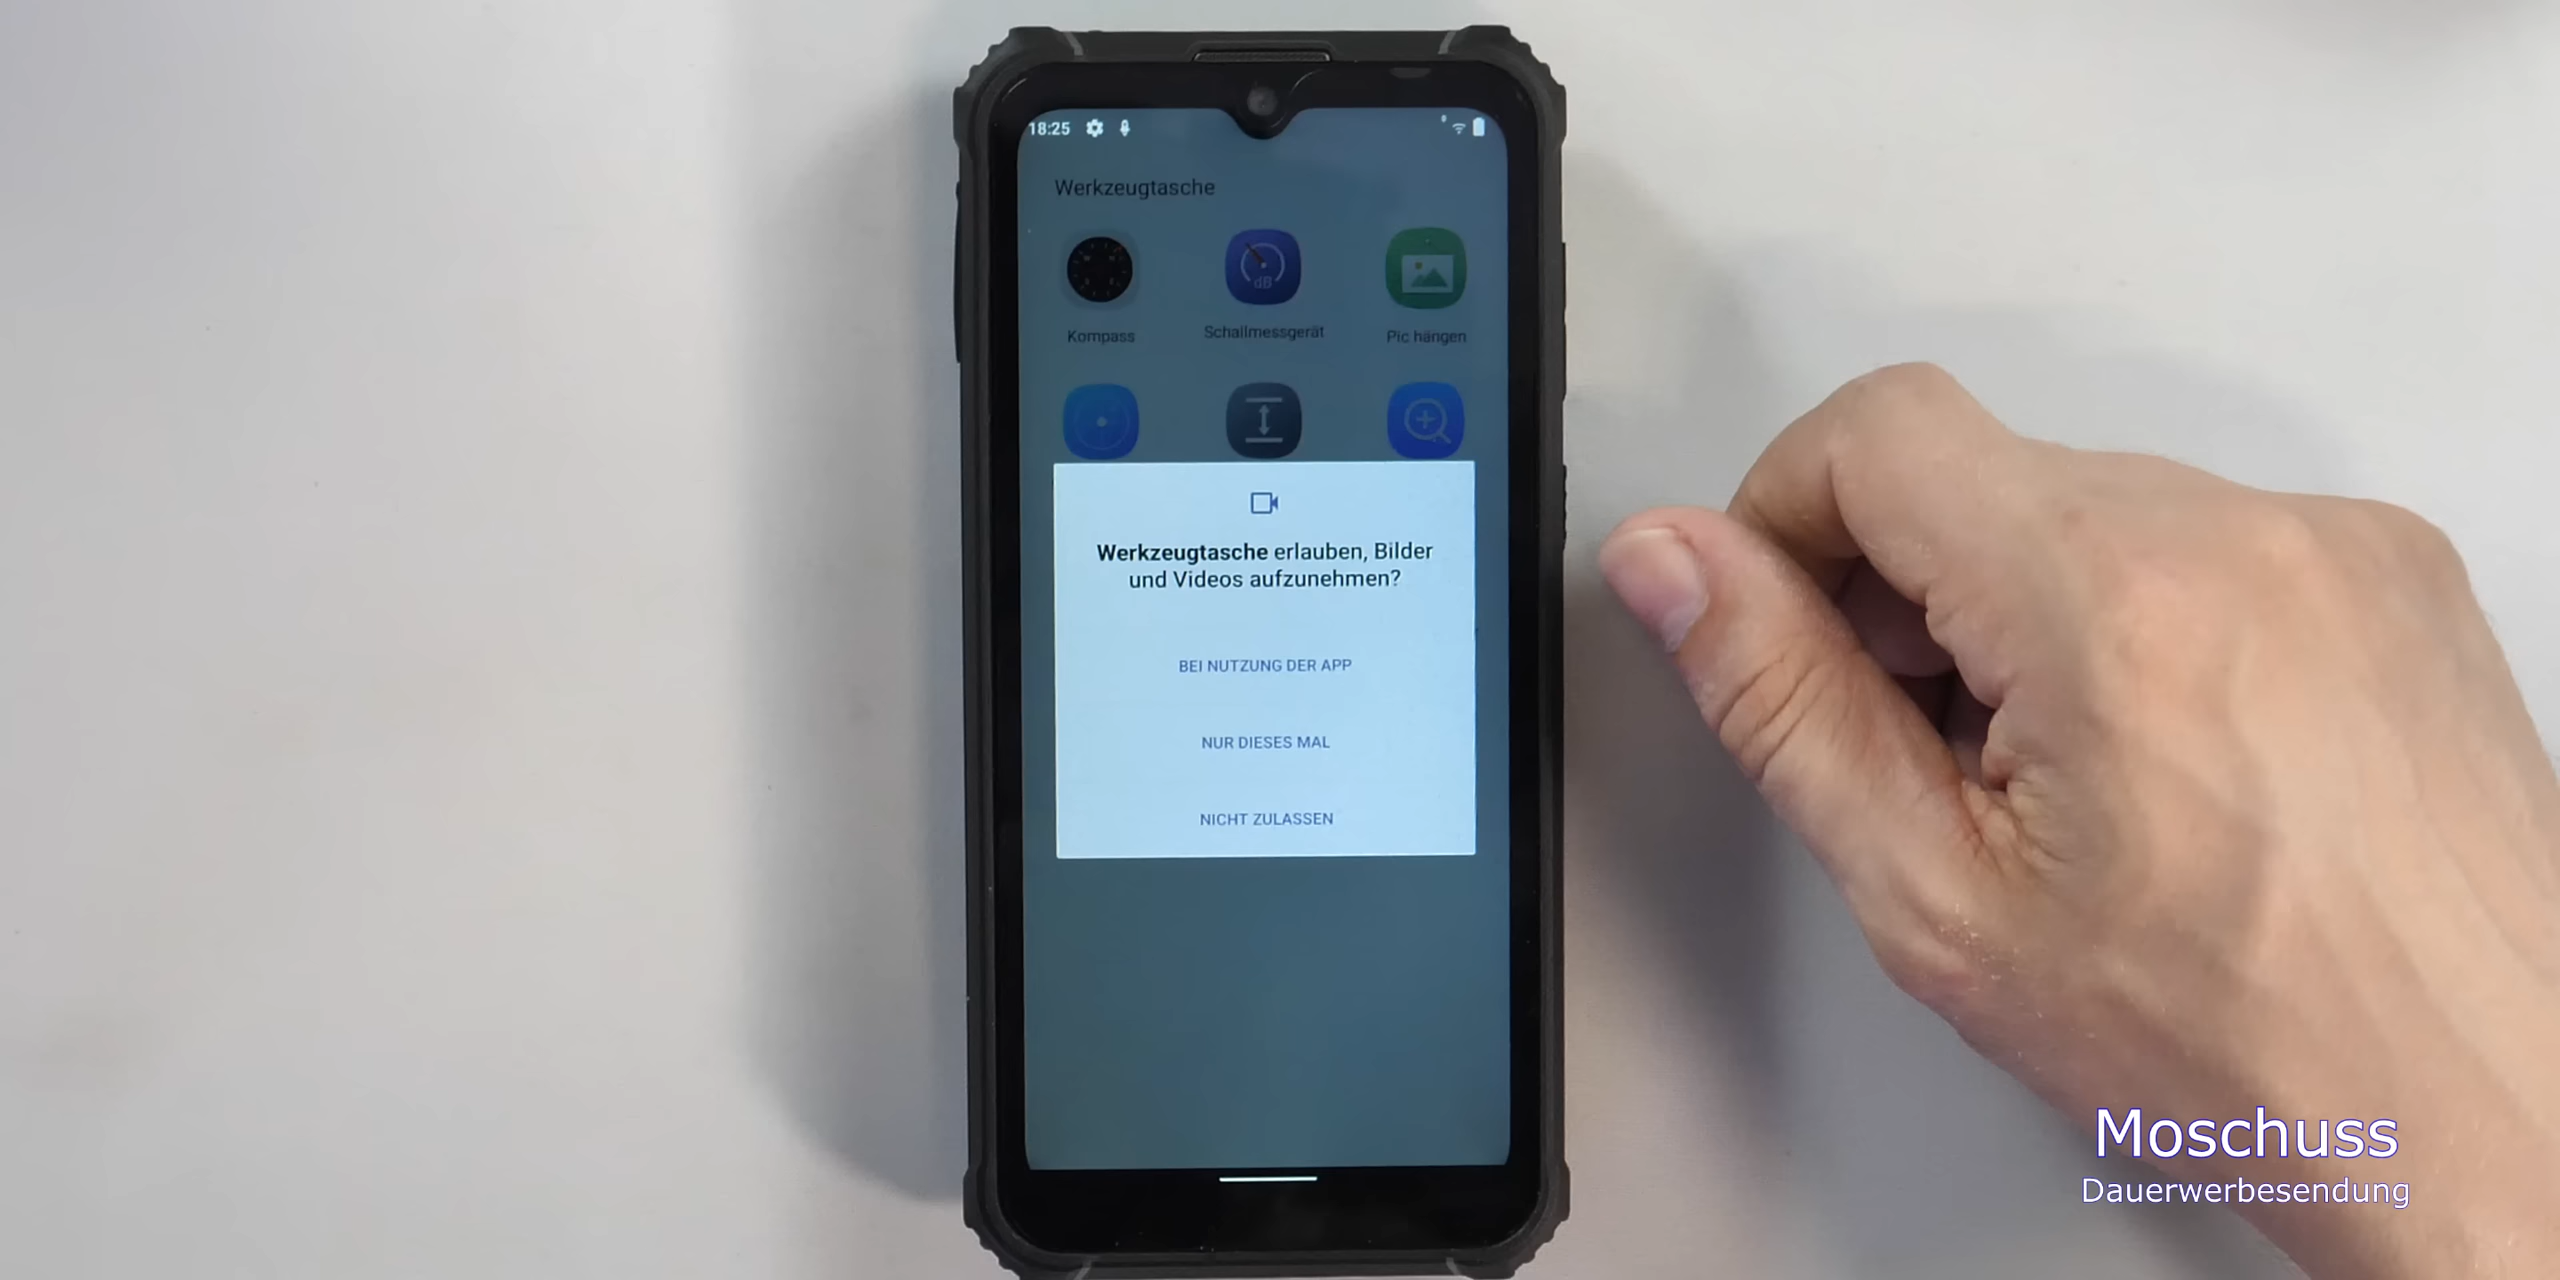 18:25
Werkzeugtasche
Kompass
Schallmessgerät
Pic hängen
dB
Werkzeugtasche erlauben, Bilder
und Videos aufzunehmen?
BEI NUTZUNG DER APP
NUR DIESES MAL
NICHT ZULASSEN
Moschuss
Dauerwerbesendung